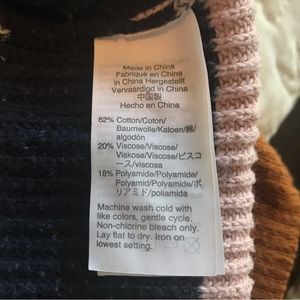 Made in China
Fabriqué en Chine
in China Hergestellt
Vervaardigd in China
中国製
Hecho en China
62% Cotton/Coton/
Baumwolle/Katoen/綿/
algodón
20% Viscose/Viscose/
Viskose/Viscose/ビスコ
ース/viscosa
18% Polyamide/Polyamide/
Polyamid/Polyamide/ポ
リアミド/poliamida
Machine wash cold with
like colors, gentle cycle.
Non-chlorine bleach only.
Lay flat to dry. Iron on
lowest setting.